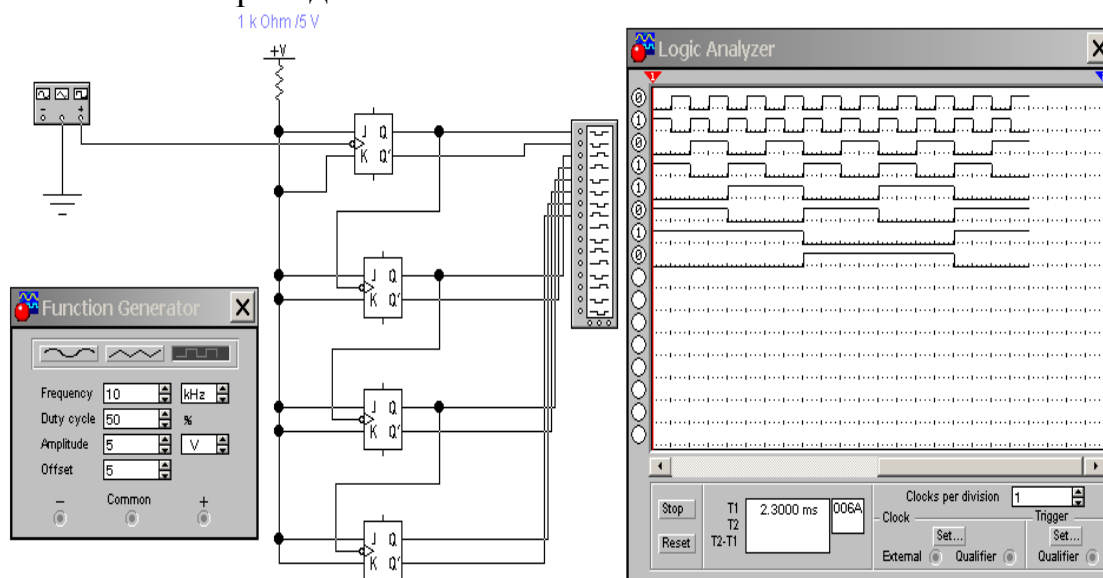 1 k Ohm /5 V
+V
J Q
K Q'
J Q
K Q'
J Q
K Q'
J Q
K Q'
- +
Function Generator
Frequency 10 kHz
Duty cycle 50 %
Amplitude 5 V
Offset 5
- Common +
Logic Analyzer
1
0
1
0
1
1
0
1
0
Stop
Reset
T1 2.3000 ms 006A
T2
T2-T1
Clocks per division 1
Clock
Set...
External Qualifier
Trigger
Set...
Qualifier